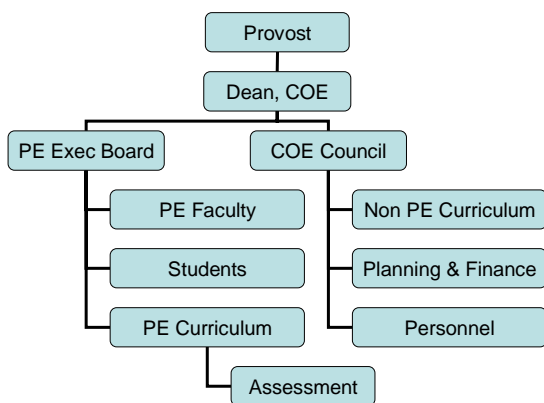 Provost
Dean, COE
PE Exec Board
COE Council
PE Faculty
Non PE Curriculum
Students
Planning & Finance
PE Curriculum
Personnel
Assessment